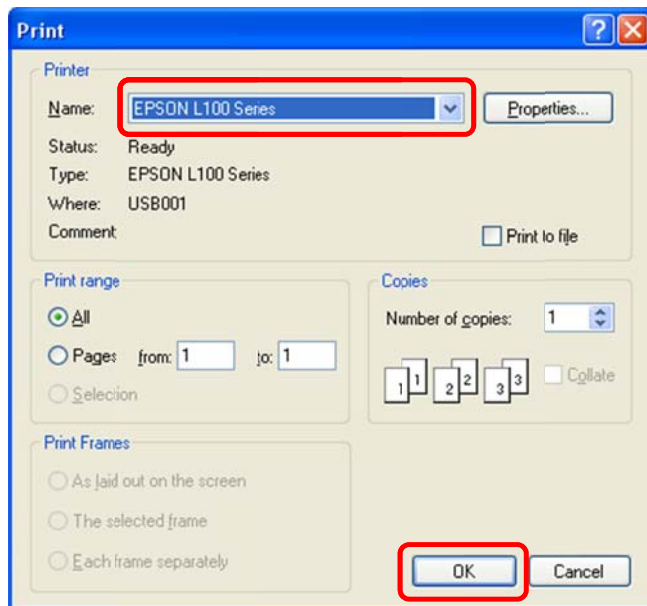 Print
Printer
Name: EPSON L100 Series Properties...
Status: Ready
Type: EPSON L100 Series
Where: USB001
Comment
Print to file
Print range
All
Pages from: 1 to: 1
Selection
Copies
Number of copies: 1
1 1 2 2 3 3 Collate
Print Frames
As laid out on the screen
The selected frame
Each frame separately
OK Cancel